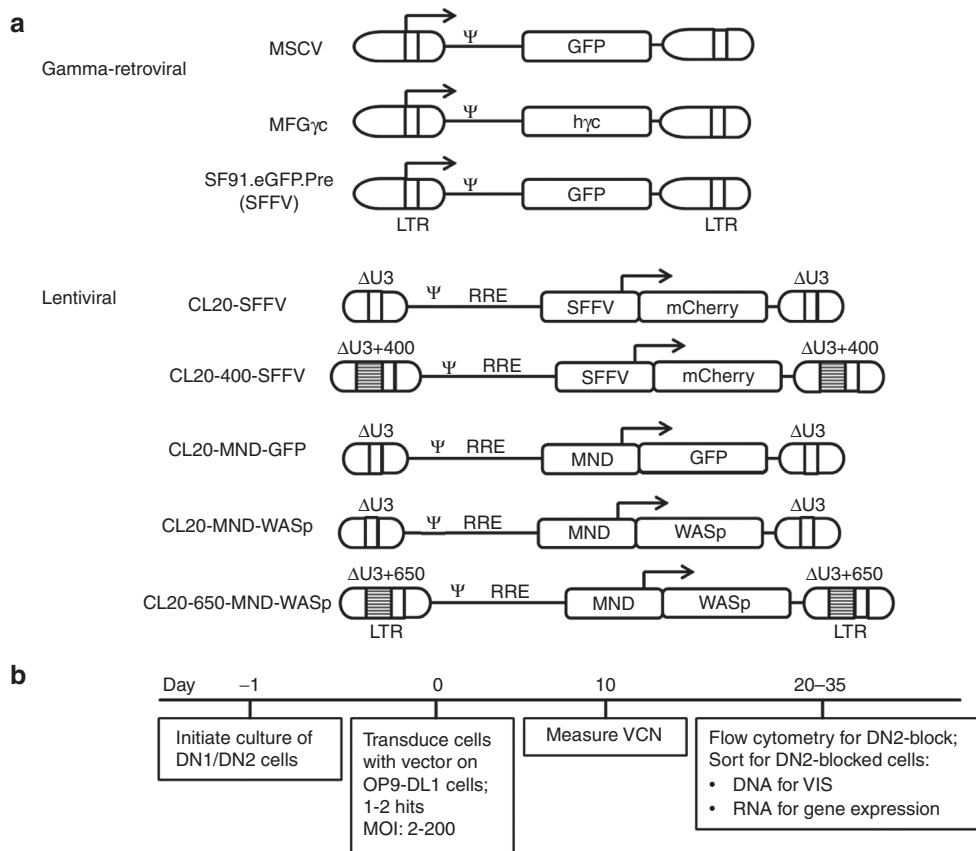 a
Gamma-retroviral
MSCV
Ψ
GFP
MFGγc
Ψ
hγc
SF91.eGFP.Pre
(SFFV)
Ψ
GFP
LTR
LTR
Lentiviral
CL20-SFFV
ΔU3
Ψ
RRE
SFFV
mCherry
ΔU3
CL20-400-SFFV
ΔU3+400
Ψ
RRE
SFFV
mCherry
ΔU3+400
CL20-MND-GFP
ΔU3
Ψ
RRE
MND
GFP
ΔU3
CL20-MND-WASp
ΔU3
Ψ
RRE
MND
WASp
ΔU3
CL20-650-MND-WASp
ΔU3+650
Ψ
RRE
MND
WASp
ΔU3+650
LTR
LTR
b
Day
–1
0
10
20–35
Initiate culture of
DN1/DN2 cells
Transduce cells
with vector on
OP9-DL1 cells;
1-2 hits
MOI: 2-200
Measure VCN
Flow cytometry for DN2-block;
Sort for DN2-blocked cells:
• DNA for VIS
• RNA for gene expression